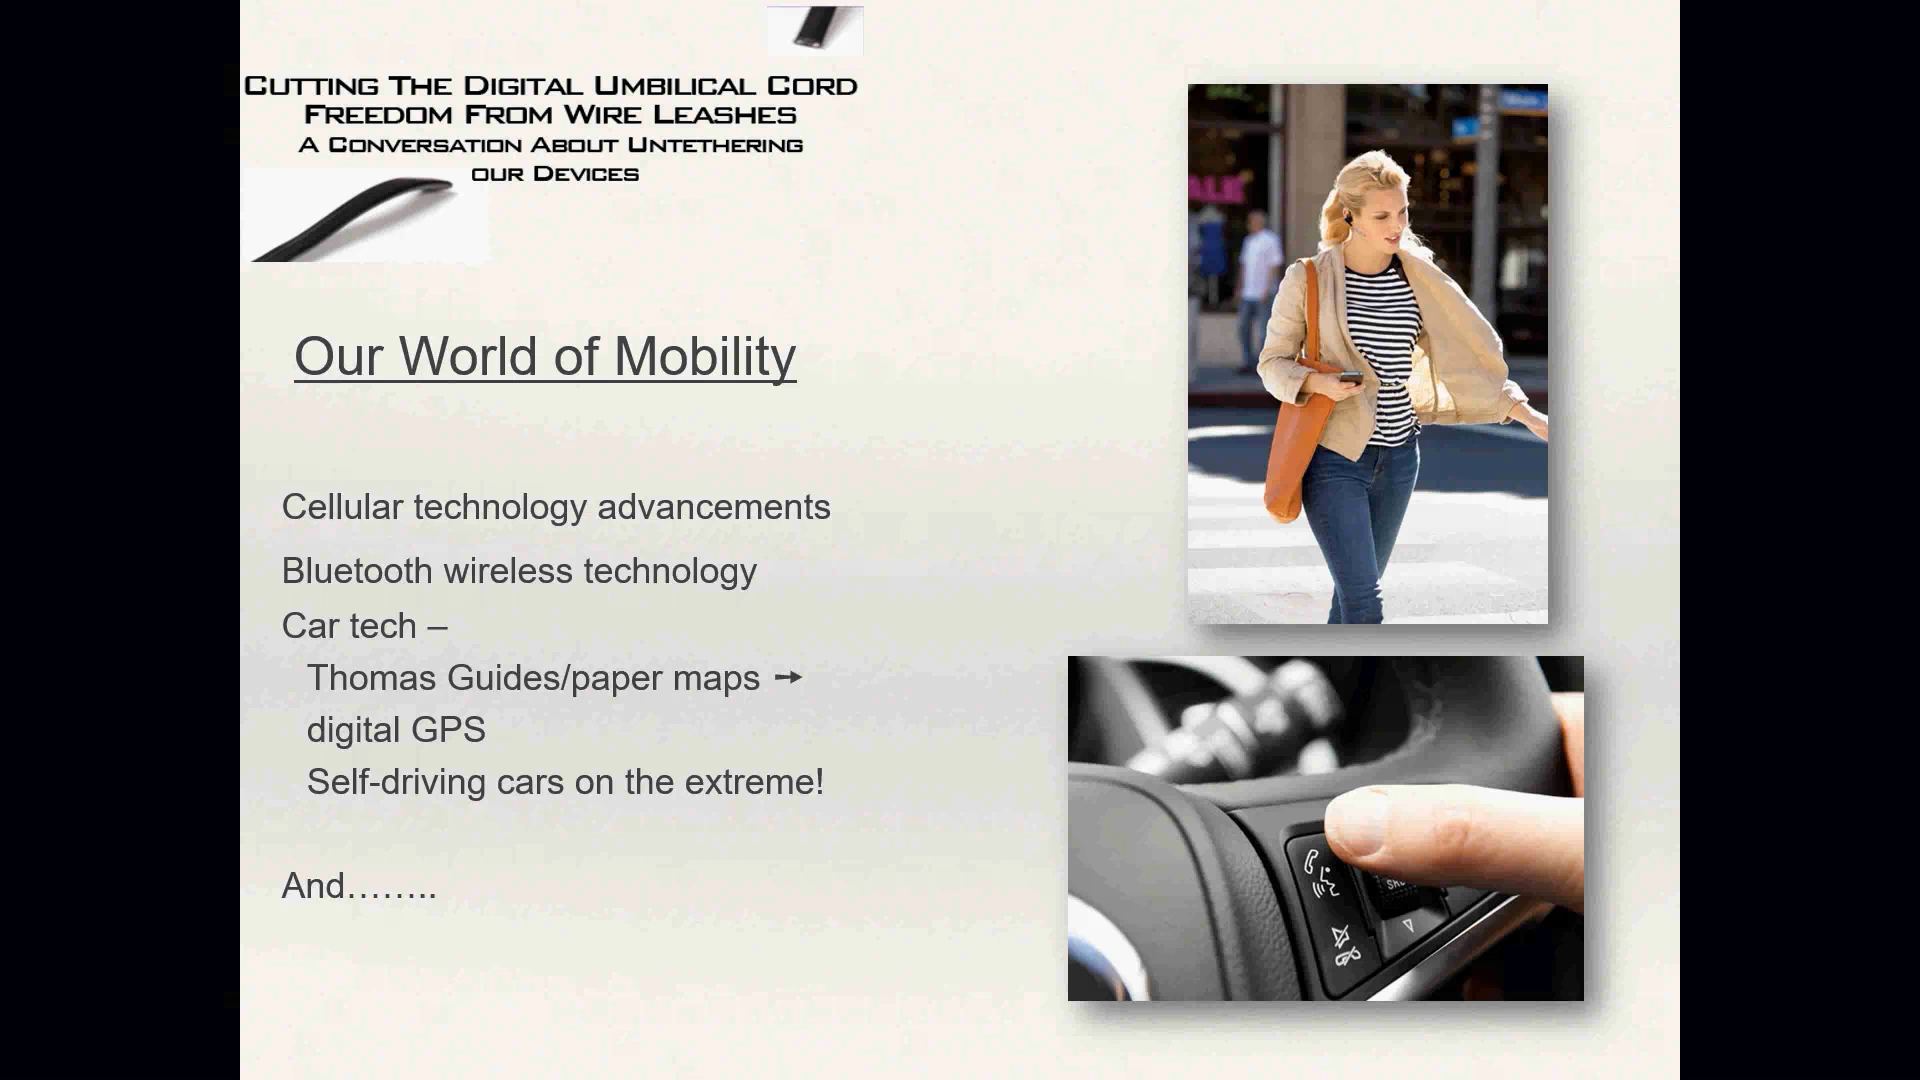 CUTTING THE DIGITAL UMBILICAL CORD
FREEDOM FROM WIRE LEASHES
A CONVERSATION ABOUT UNTETHERING
OUR DEVICES
Our World of Mobility
Cellular technology advancements
Bluetooth wireless technology
Car tech –
Thomas Guides/paper maps ➙
digital GPS
Self-driving cars on the extreme!
And……..